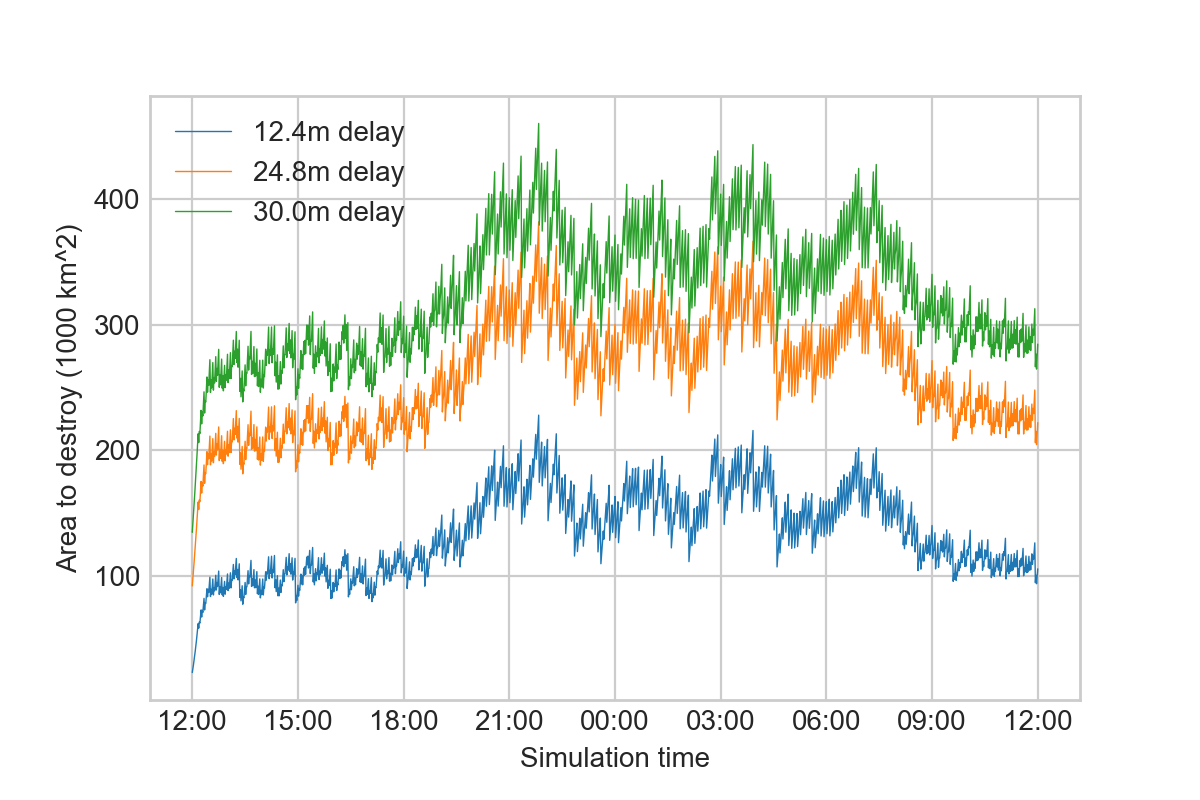 12.4m delay
24.8m delay
30.0m delay
400
300
200
100
Area to destroy (1000 km^2)
12:00 15:00 18:00 21:00 00:00 03:00 06:00 09:00 12:00
Simulation time